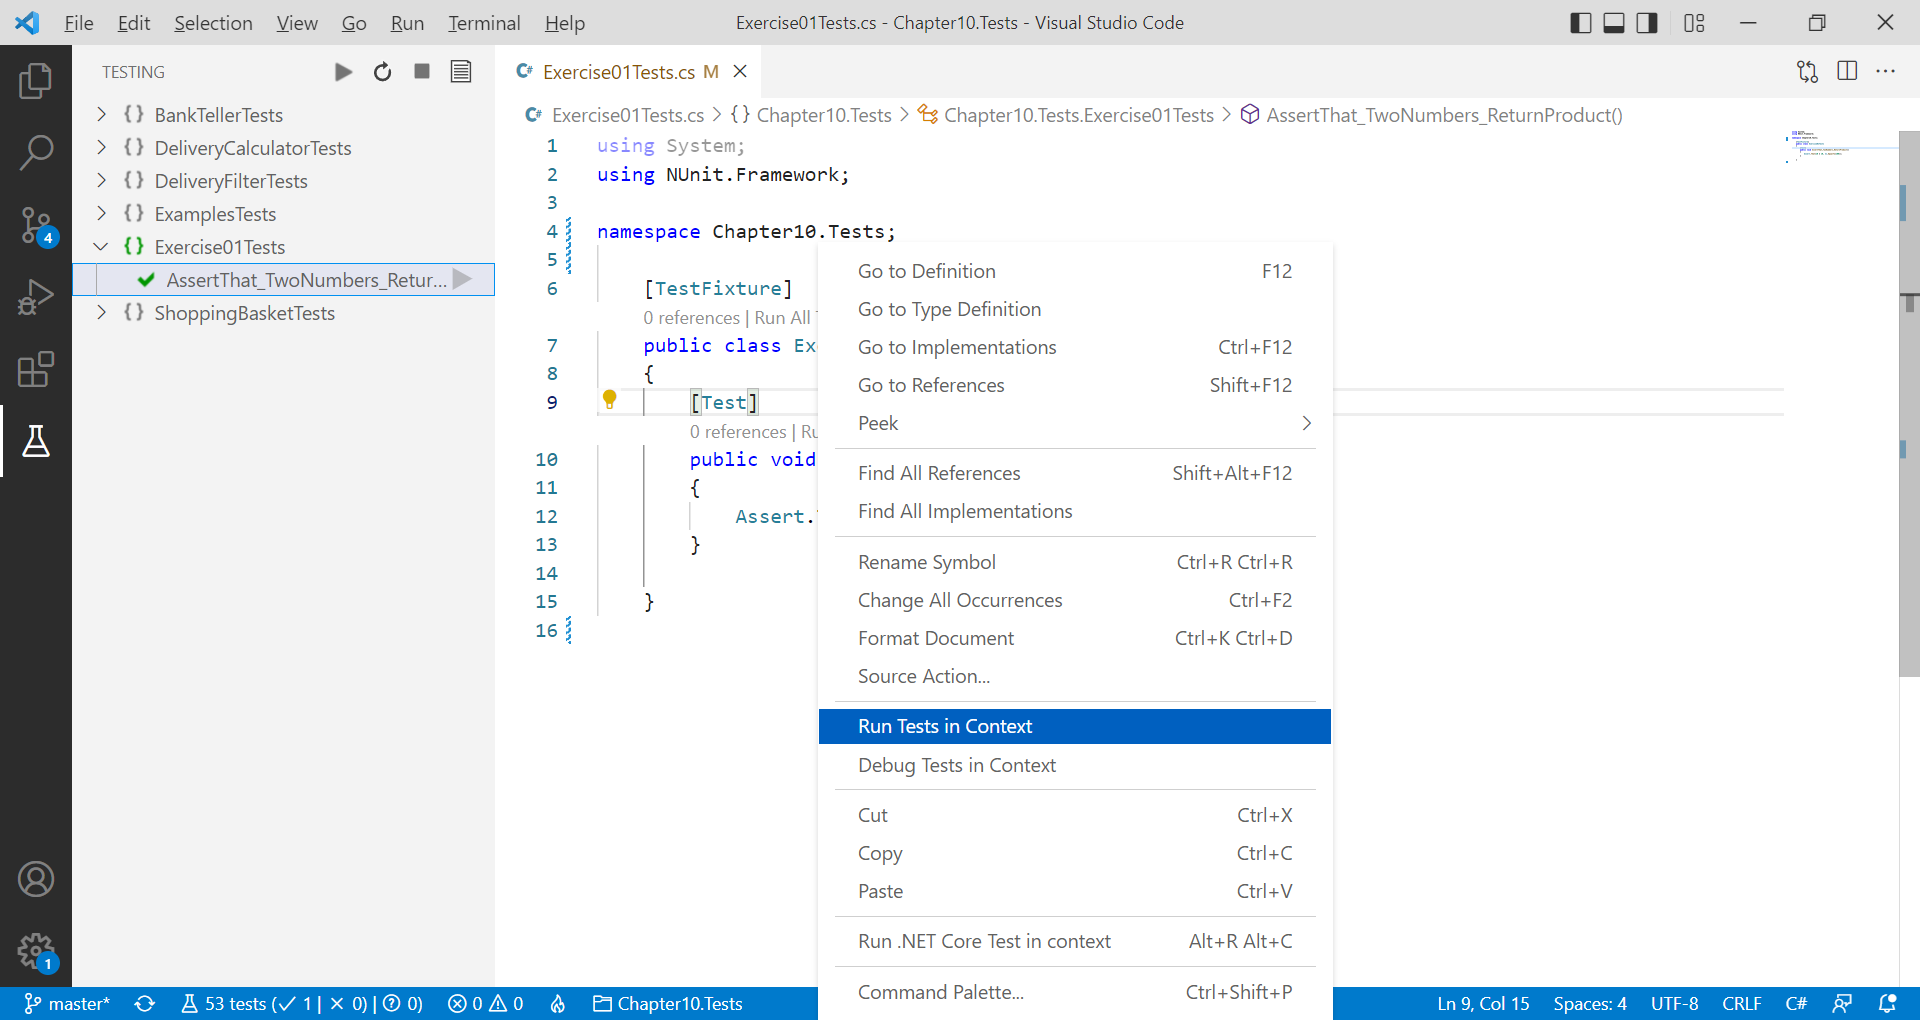 File Edit Selection View Go Run Terminal Help
Exercise01Tests.cs - Chapter10.Tests - Visual Studio Code
TESTING
BankTellerTests
DeliveryCalculatorTests
DeliveryFilterTests
ExamplesTests
Exercise01Tests
AssertThat_TwoNumbers_Retur...
ShoppingBasketTests
4
1
C# Exercise01Tests.cs M
C# Exercise01Tests.cs > {} Chapter10.Tests > Chapter10.Tests.Exercise01Tests > AssertThat_TwoNumbers_ReturnProduct()
1 using System;
2 using NUnit.Framework;
3
4 namespace Chapter10.Tests;
5
6 [TestFixture]
0 references | Run All
7 public class Ex
8 {
9 [Test]
0 references | Ru
10 public void
11 {
12 Assert.
13 }
14
15 }
16
Go to Definition F12
Go to Type Definition
Go to Implementations Ctrl+F12
Go to References Shift+F12
Peek
Find All References Shift+Alt+F12
Find All Implementations
Rename Symbol Ctrl+R Ctrl+R
Change All Occurrences Ctrl+F2
Format Document Ctrl+K Ctrl+D
Source Action...
Run Tests in Context
Debug Tests in Context
Cut Ctrl+X
Copy Ctrl+C
Paste Ctrl+V
Run .NET Core Test in context Alt+R Alt+C
Command Palette... Ctrl+Shift+P
master* 53 tests (✓ 1 | × 0) | (? 0) 0 0 Chapter10.Tests Ln 9, Col 15 Spaces: 4 UTF-8 CRLF C#